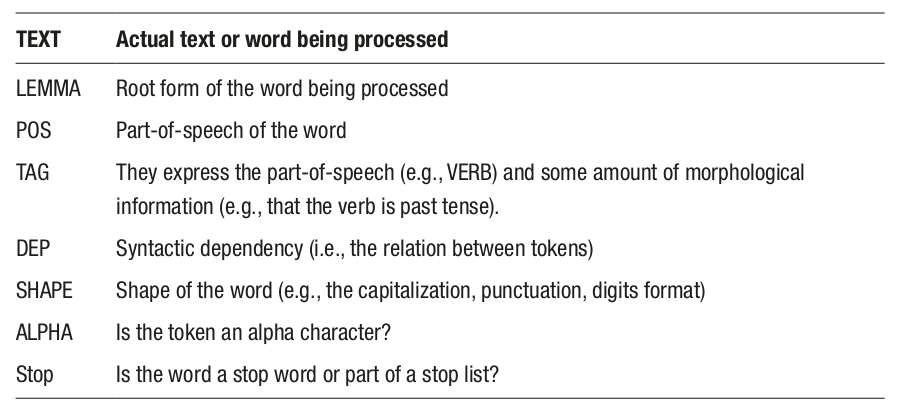 TEXT Actual text or word being processed
LEMMA Root form of the word being processed
POS Part-of-speech of the word
TAG They express the part-of-speech (e.g., VERB) and some amount of morphological
information (e.g., that the verb is past tense).
DEP Syntactic dependency (i.e., the relation between tokens)
SHAPE Shape of the word (e.g., the capitalization, punctuation, digits format)
ALPHA Is the token an alpha character?
Stop Is the word a stop word or part of a stop list?